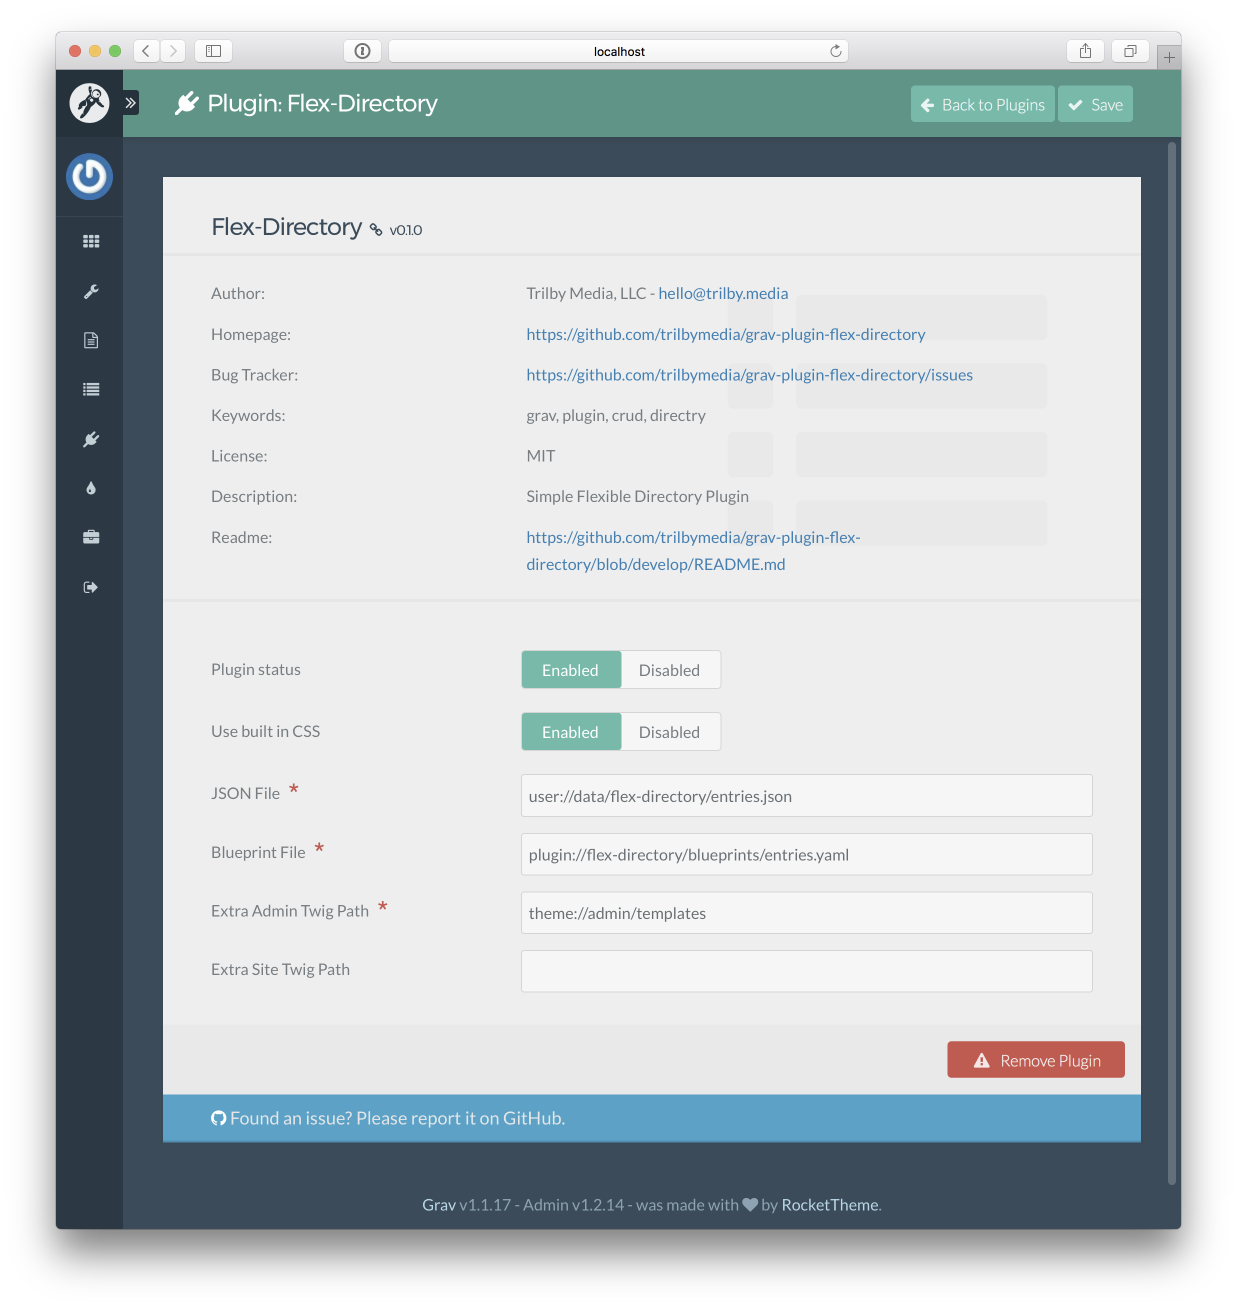 localhost
Plugin: Flex-Directory
Back to Plugins
Save
Flex-Directory v0.1.0
Author: Trilby Media, LLC - hello@trilby.media
Homepage: https://github.com/trilbymedia/grav-plugin-flex-directory
Bug Tracker: https://github.com/trilbymedia/grav-plugin-flex-directory/issues
Keywords: grav, plugin, crud, directry
License: MIT
Description: Simple Flexible Directory Plugin
Readme: https://github.com/trilbymedia/grav-plugin-flex-
directory/blob/develop/README.md
Plugin status Enabled Disabled
Use built in CSS Enabled Disabled
JSON File * user://data/flex-directory/entries.json
Blueprint File * plugin://flex-directory/blueprints/entries.yaml
Extra Admin Twig Path * theme://admin/templates
Extra Site Twig Path
Remove Plugin
Found an issue? Please report it on GitHub.
Grav v1.1.17 - Admin v1.2.14 - was made with ♥ by RocketTheme.